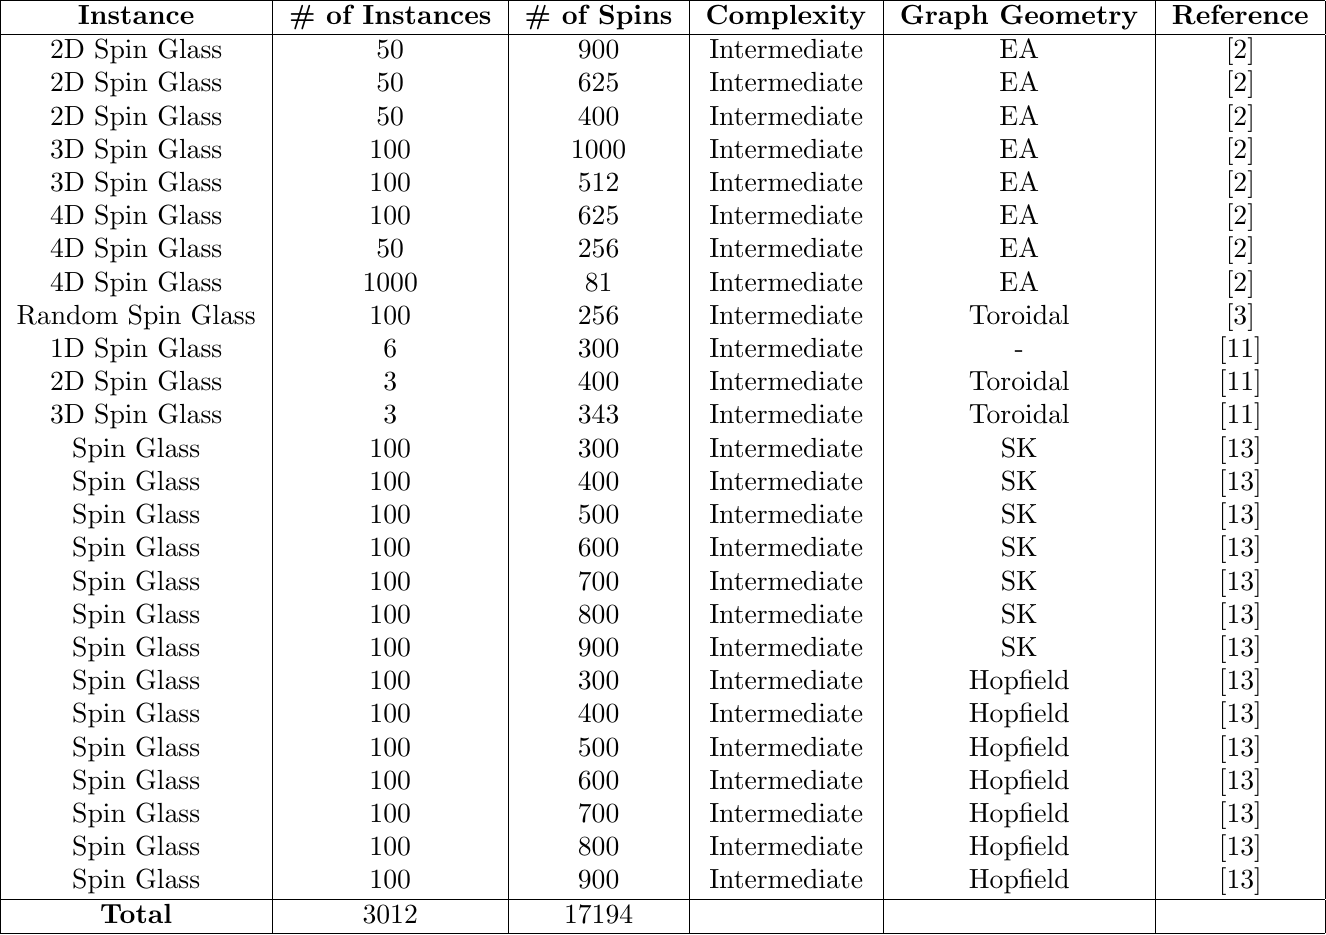 Instance # of Instances # of Spins Complexity Graph Geometry Reference
2D Spin Glass 50 900 Intermediate EA [2]
2D Spin Glass 50 625 Intermediate EA [2]
2D Spin Glass 50 400 Intermediate EA [2]
3D Spin Glass 100 1000 Intermediate EA [2]
3D Spin Glass 100 512 Intermediate EA [2]
4D Spin Glass 100 625 Intermediate EA [2]
4D Spin Glass 50 256 Intermediate EA [2]
4D Spin Glass 1000 81 Intermediate EA [2]
Random Spin Glass 100 256 Intermediate Toroidal [3]
1D Spin Glass 6 300 Intermediate - [11]
2D Spin Glass 3 400 Intermediate Toroidal [11]
3D Spin Glass 3 343 Intermediate Toroidal [11]
Spin Glass 100 300 Intermediate SK [13]
Spin Glass 100 400 Intermediate SK [13]
Spin Glass 100 500 Intermediate SK [13]
Spin Glass 100 600 Intermediate SK [13]
Spin Glass 100 700 Intermediate SK [13]
Spin Glass 100 800 Intermediate SK [13]
Spin Glass 100 900 Intermediate SK [13]
Spin Glass 100 300 Intermediate Hopfield [13]
Spin Glass 100 400 Intermediate Hopfield [13]
Spin Glass 100 500 Intermediate Hopfield [13]
Spin Glass 100 600 Intermediate Hopfield [13]
Spin Glass 100 700 Intermediate Hopfield [13]
Spin Glass 100 800 Intermediate Hopfield [13]
Spin Glass 100 900 Intermediate Hopfield [13]
Total 3012 17194